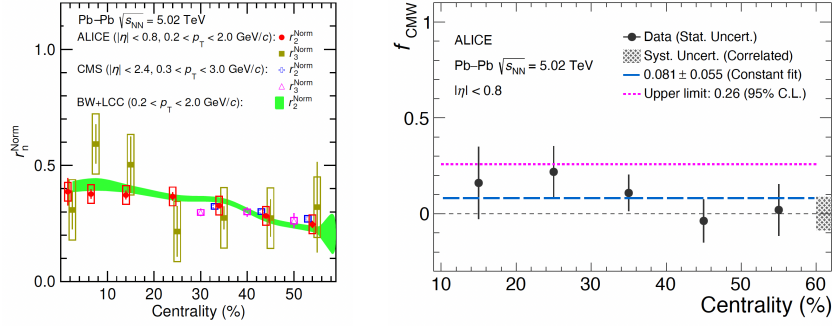 Pb–Pb √sNN = 5.02 TeV
ALICE (|η| < 0.8, 0.2 < pT < 2.0 GeV/c): r2Norm
r3Norm
CMS (|η| < 2.4, 0.3 < pT < 3.0 GeV/c): r2Norm
r3Norm
BW+LCC (0.2 < pT < 2.0 GeV/c): r2Norm
rnNorm
1.0
0.5
0.0
0 10 20 30 40 50
Centrality (%)
fCMW
1
0.5
0
ALICE
Pb–Pb √sNN = 5.02 TeV
|η| < 0.8
Data (Stat. Uncert.)
Syst. Uncert. (Correlated)
0.081 ± 0.055 (Constant fit)
Upper limit: 0.26 (95% C.L.)
10 20 30 40 50 60
Centrality (%)